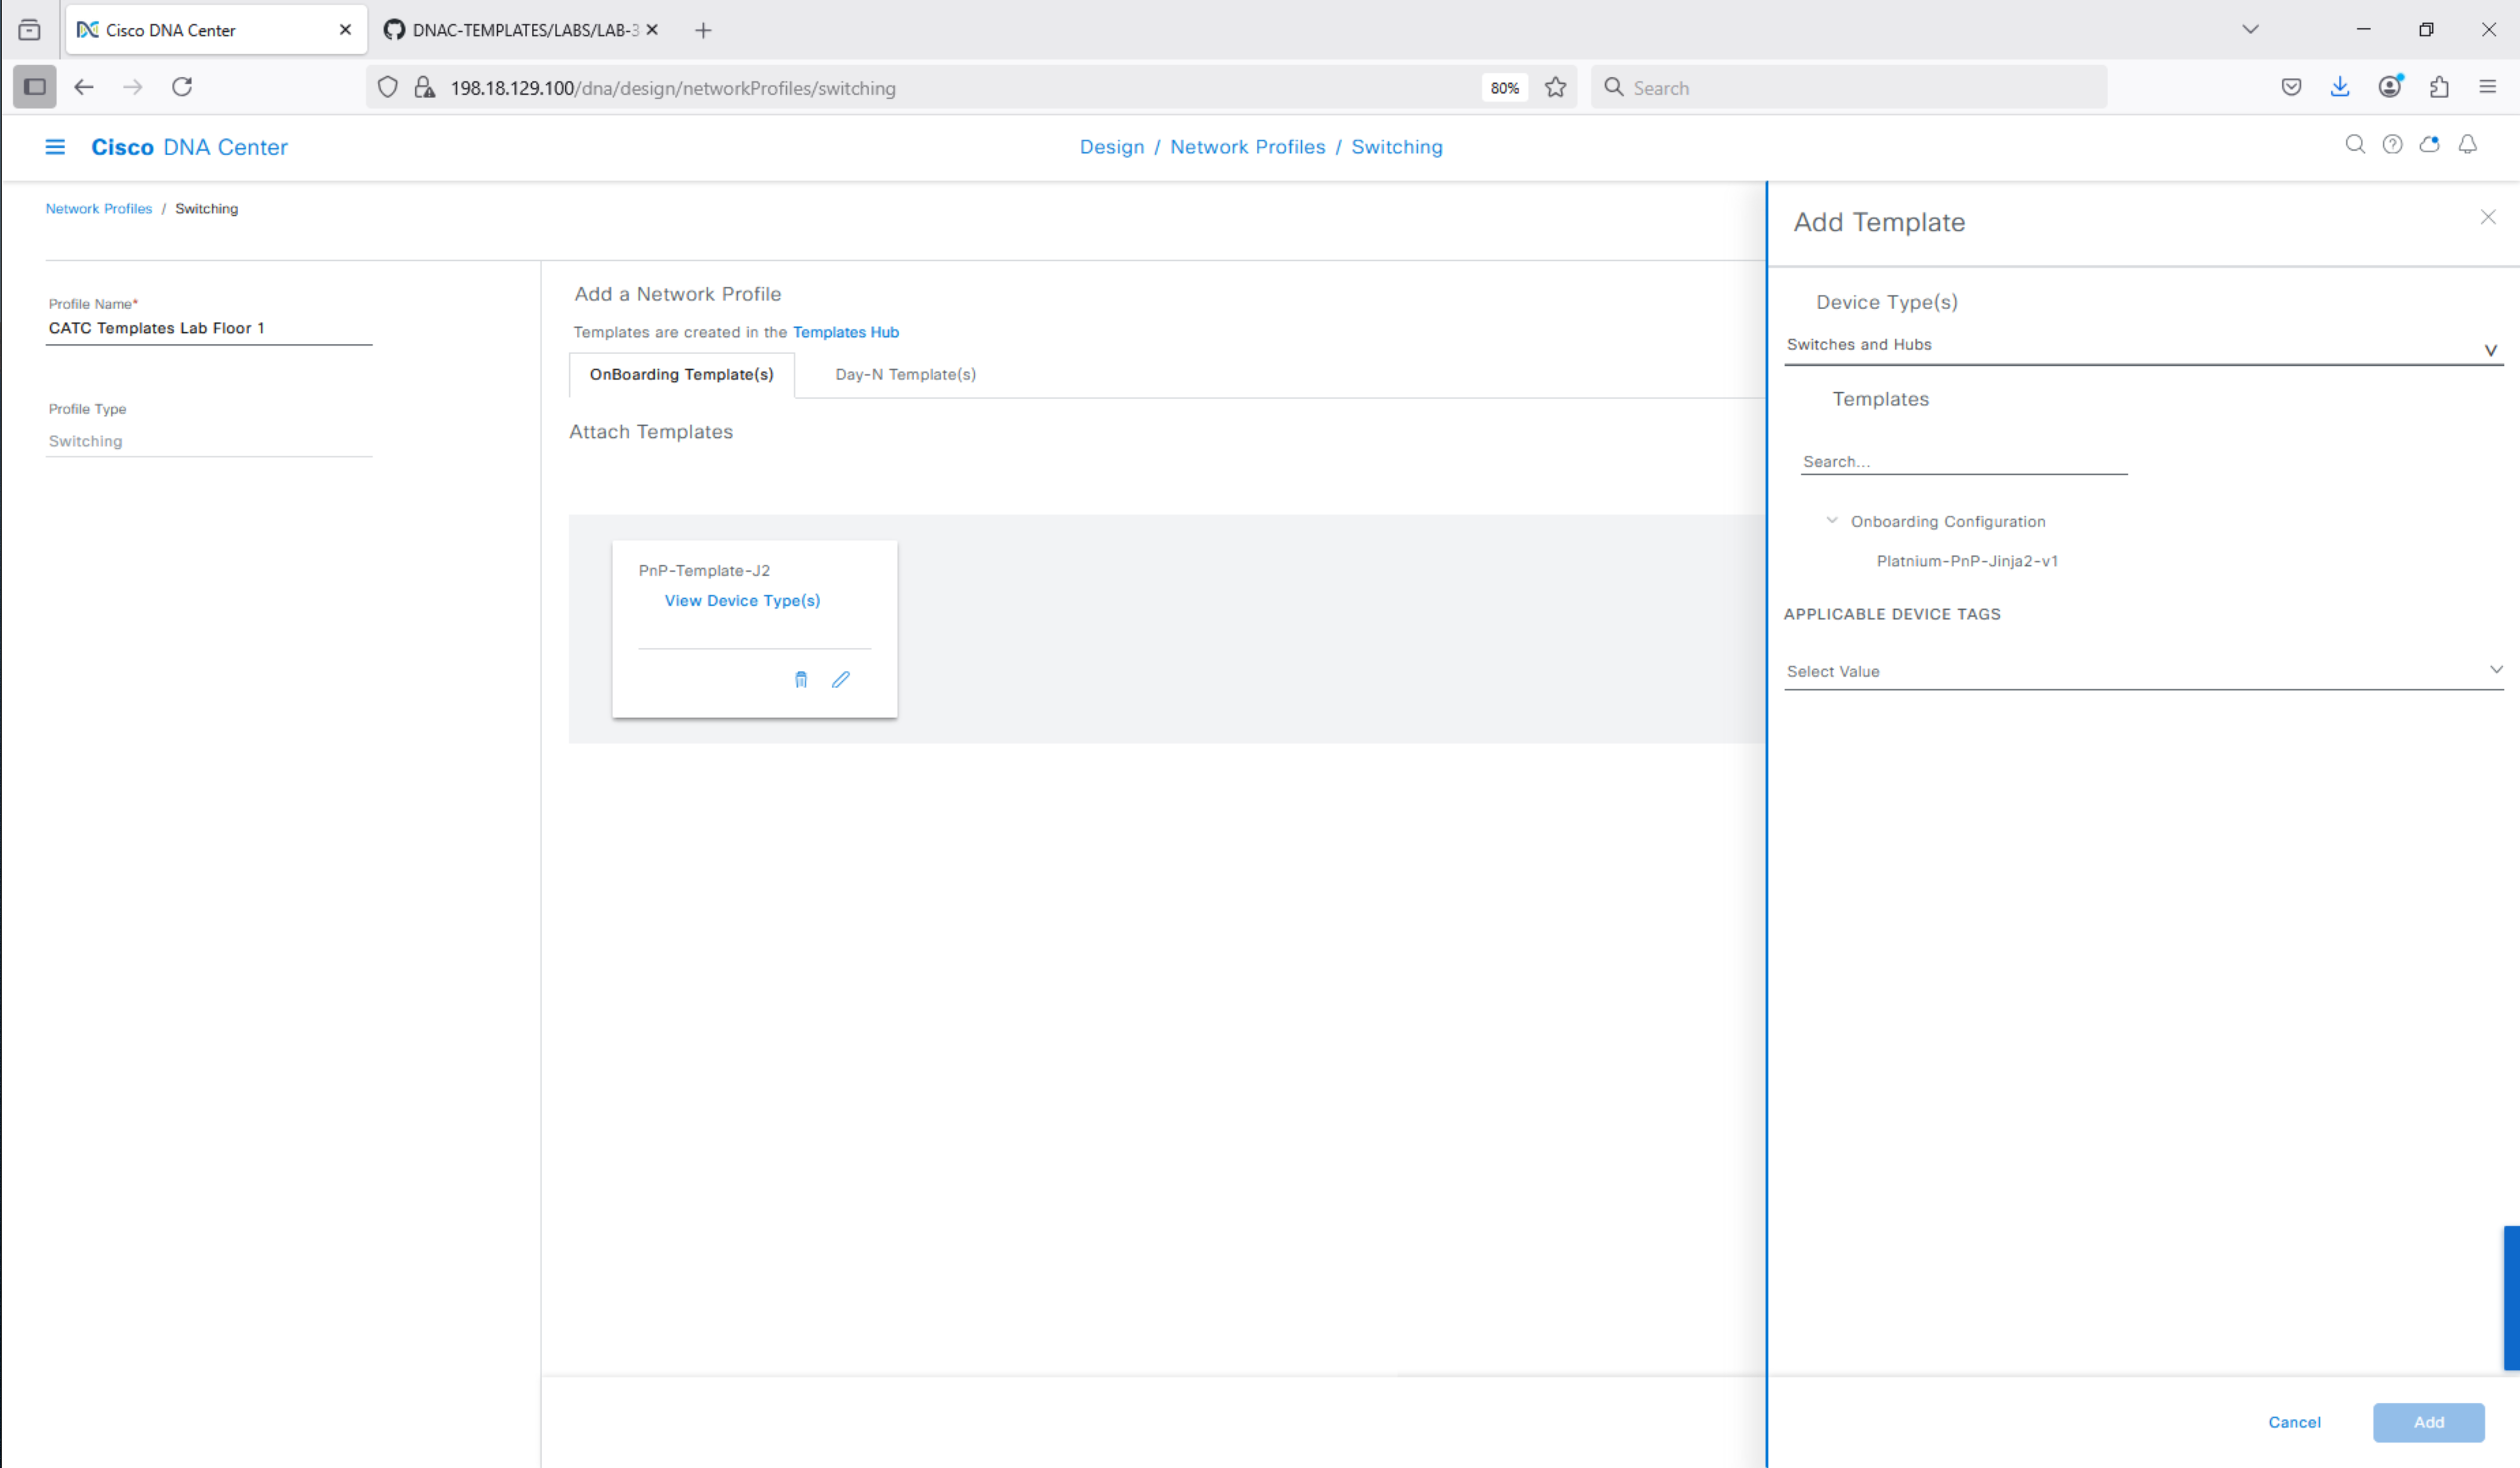 Cisco DNA Center
DNAC-TEMPLATES/LABS/LAB-3
198.18.129.100/dna/design/networkProfiles/switching
80%
Search
Cisco DNA Center
Design / Network Profiles / Switching
Network Profiles / Switching
Profile Name*
CATC Templates Lab Floor 1
Profile Type
Switching
Add a Network Profile
Templates are created in the Templates Hub
OnBoarding Template(s)
Day-N Template(s)
Attach Templates
PnP-Template-J2
View Device Type(s)
Add Template
Device Type(s)
Switches and Hubs
Templates
Search...
Onboarding Configuration
Platnium-PnP-Jinja2-v1
APPLICABLE DEVICE TAGS
Select Value
Cancel
Add